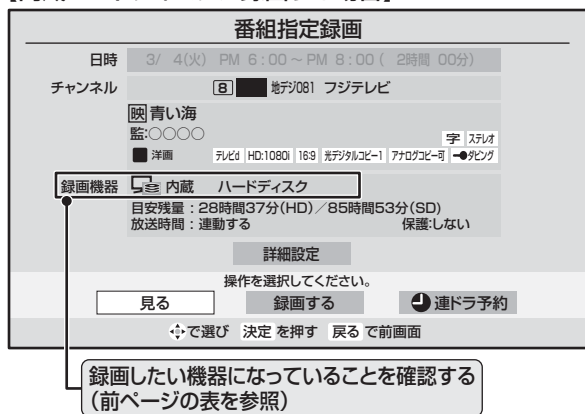 番組指定録画
日時 3/ 4(火) PM 6:00～PM 8:00( 2時間 00分)
チャンネル 8 地デジ081 フジテレビ
映 青い海
監:○○○○
字 ステレオ
洋画 テレビd HD:1080i 16:9 光デジタルコピー1 アナログコピー可 ダビング
録画機器 内蔵 ハードディスク
目安残量：28時間37分(HD)／85時間53分(SD)
放送時間：連動する 保護:しない
詳細設定
操作を選択してください。
見る 録画する 連ドラ予約
で選び 決定 を押す 戻る で前画面
録画したい機器になっていることを確認する
(前ページの表を参照)